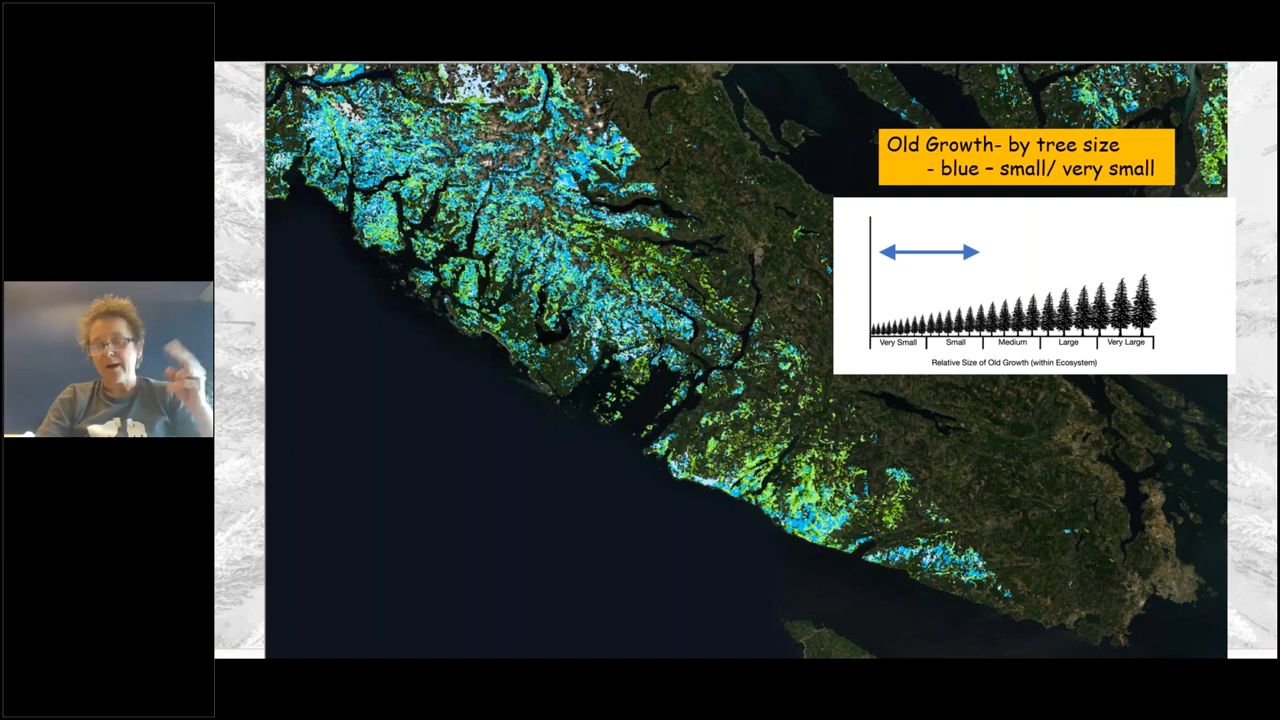 Old Growth- by tree size
- blue – small/ very small
Very Small
Small
Medium
Large
Very Large
Relative Size of Old Growth (within Ecosystem)